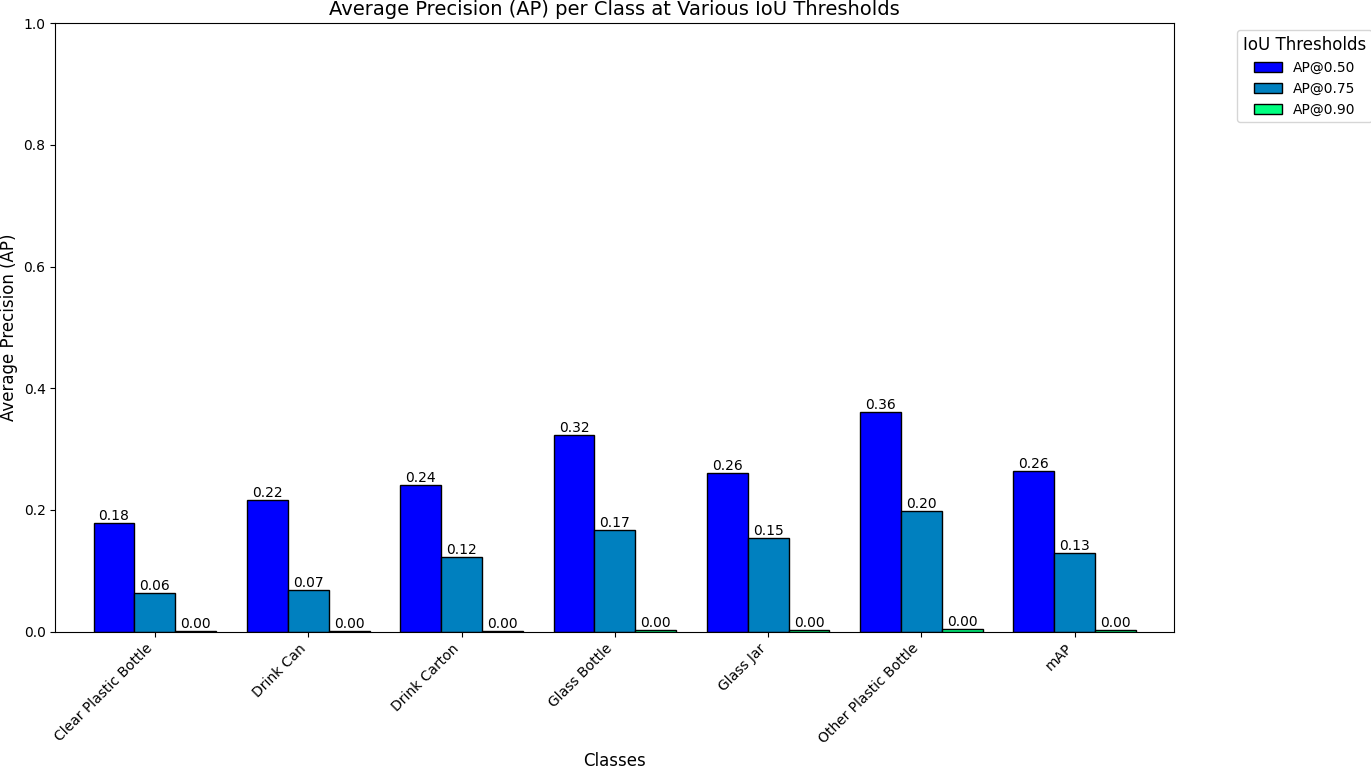 Average Precision (AP) per Class at Various IoU Thresholds
IoU Thresholds
AP@0.50
AP@0.75
AP@0.90
Average Precision (AP)
1.0
0.8
0.6
0.4
0.2
0.0
0.18
0.06
0.00
0.22
0.07
0.00
0.24
0.12
0.00
0.32
0.17
0.00
0.26
0.15
0.00
0.36
0.20
0.00
0.26
0.13
0.00
Clear Plastic Bottle
Drink Can
Drink Carton
Glass Bottle
Glass Jar
Other Plastic Bottle
mAP
Classes